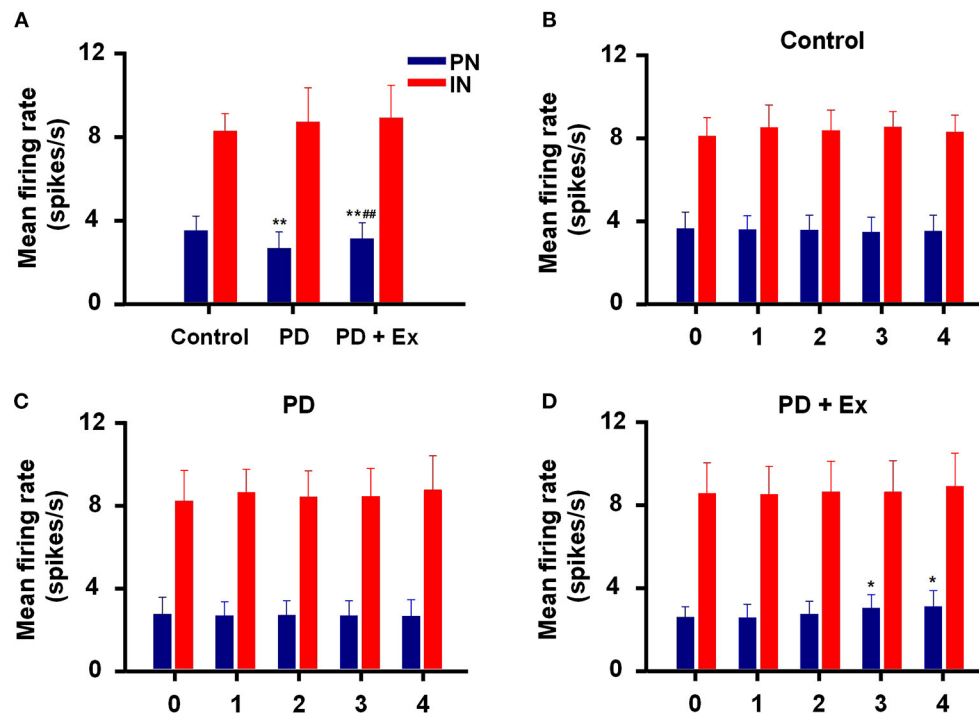 A
Mean firing rate
(spikes/s)
12
8
4
0
PN
IN
**
**##
Control PD PD + Ex
B
Control
Mean firing rate
(spikes/s)
12
8
4
0
0 1 2 3 4
C
PD
Mean firing rate
(spikes/s)
12
8
4
0
0 1 2 3 4
D
PD + Ex
Mean firing rate
(spikes/s)
12
8
4
0
* *
0 1 2 3 4